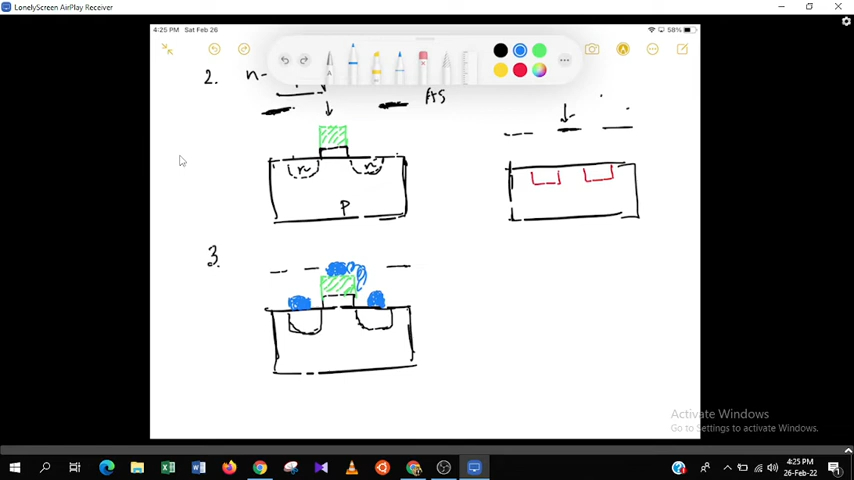 LonelyScreen AirPlay Receiver
4:25 PM Sat Feb 26
58%
A
2. n-
As
n n
P
3.
Activate Windows
Go to Settings to activate Windows.
4:25 PM
26-Feb-22